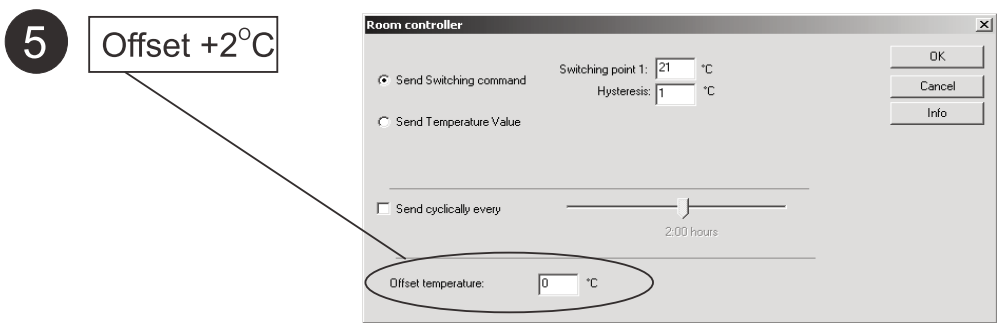 5
Offset +2°C
Room controller
Send Switching command
Switching point 1: 21 °C
Hysteresis: 1 °C
Send Temperature Value
OK
Cancel
Info
Send cyclically every
2:00 hours
Offset temperature: 0 °C